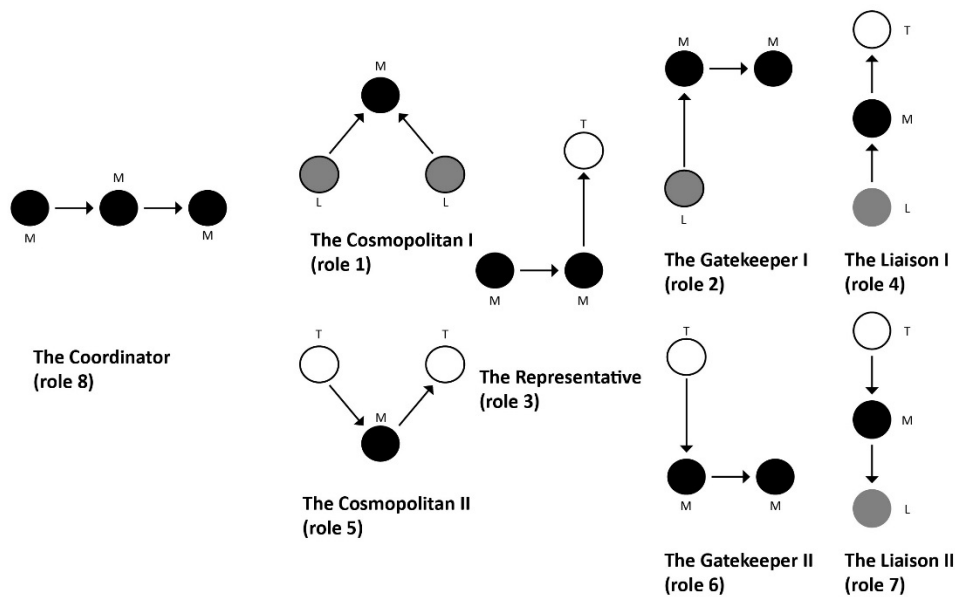 M
M
M
The Coordinator
(role 8)
M
L
L
The Cosmopolitan I
(role 1)
T
T
M
The Cosmopolitan II
(role 5)
T
M
M
The Representative
(role 3)
M
M
L
The Gatekeeper I
(role 2)
T
M
M
The Gatekeeper II
(role 6)
T
M
L
The Liaison I
(role 4)
T
M
L
The Liaison II
(role 7)